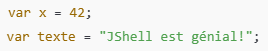 var x = 42;
var texte = "JShell est génial!";